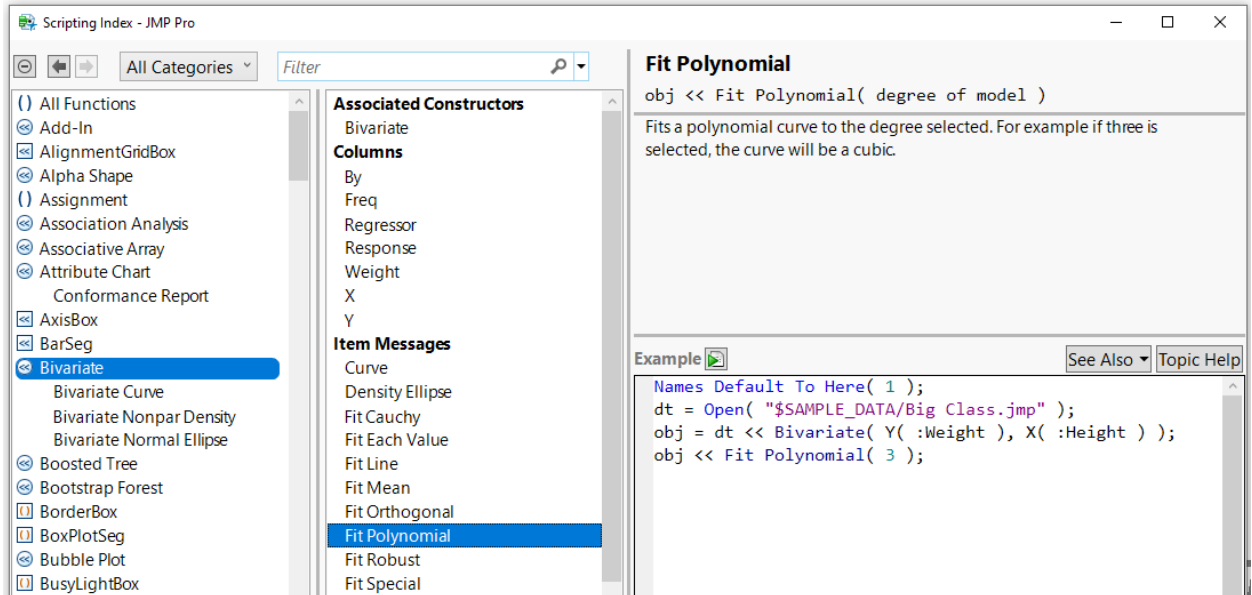 Scripting Index - JMP Pro
All Categories
Filter
() All Functions
Add-In
AlignmentGridBox
Alpha Shape
() Assignment
Association Analysis
Associative Array
Attribute Chart
Conformance Report
AxisBox
BarSeg
Bivariate
Bivariate Curve
Bivariate Nonpar Density
Bivariate Normal Ellipse
Boosted Tree
Bootstrap Forest
BorderBox
BoxPlotSeg
Bubble Plot
BusyLightBox
Associated Constructors
Bivariate
Columns
By
Freq
Regressor
Response
Weight
X
Y
Item Messages
Curve
Density Ellipse
Fit Cauchy
Fit Each Value
Fit Line
Fit Mean
Fit Orthogonal
Fit Polynomial
Fit Robust
Fit Special
Fit Polynomial
obj << Fit Polynomial( degree of model )
Fits a polynomial curve to the degree selected. For example if three is
selected, the curve will be a cubic.
Example
See Also
Topic Help
Names Default To Here( 1 );
dt = Open( "$SAMPLE_DATA/Big Class.jmp" );
obj = dt << Bivariate( Y( :Weight ), X( :Height ) );
obj << Fit Polynomial( 3 );